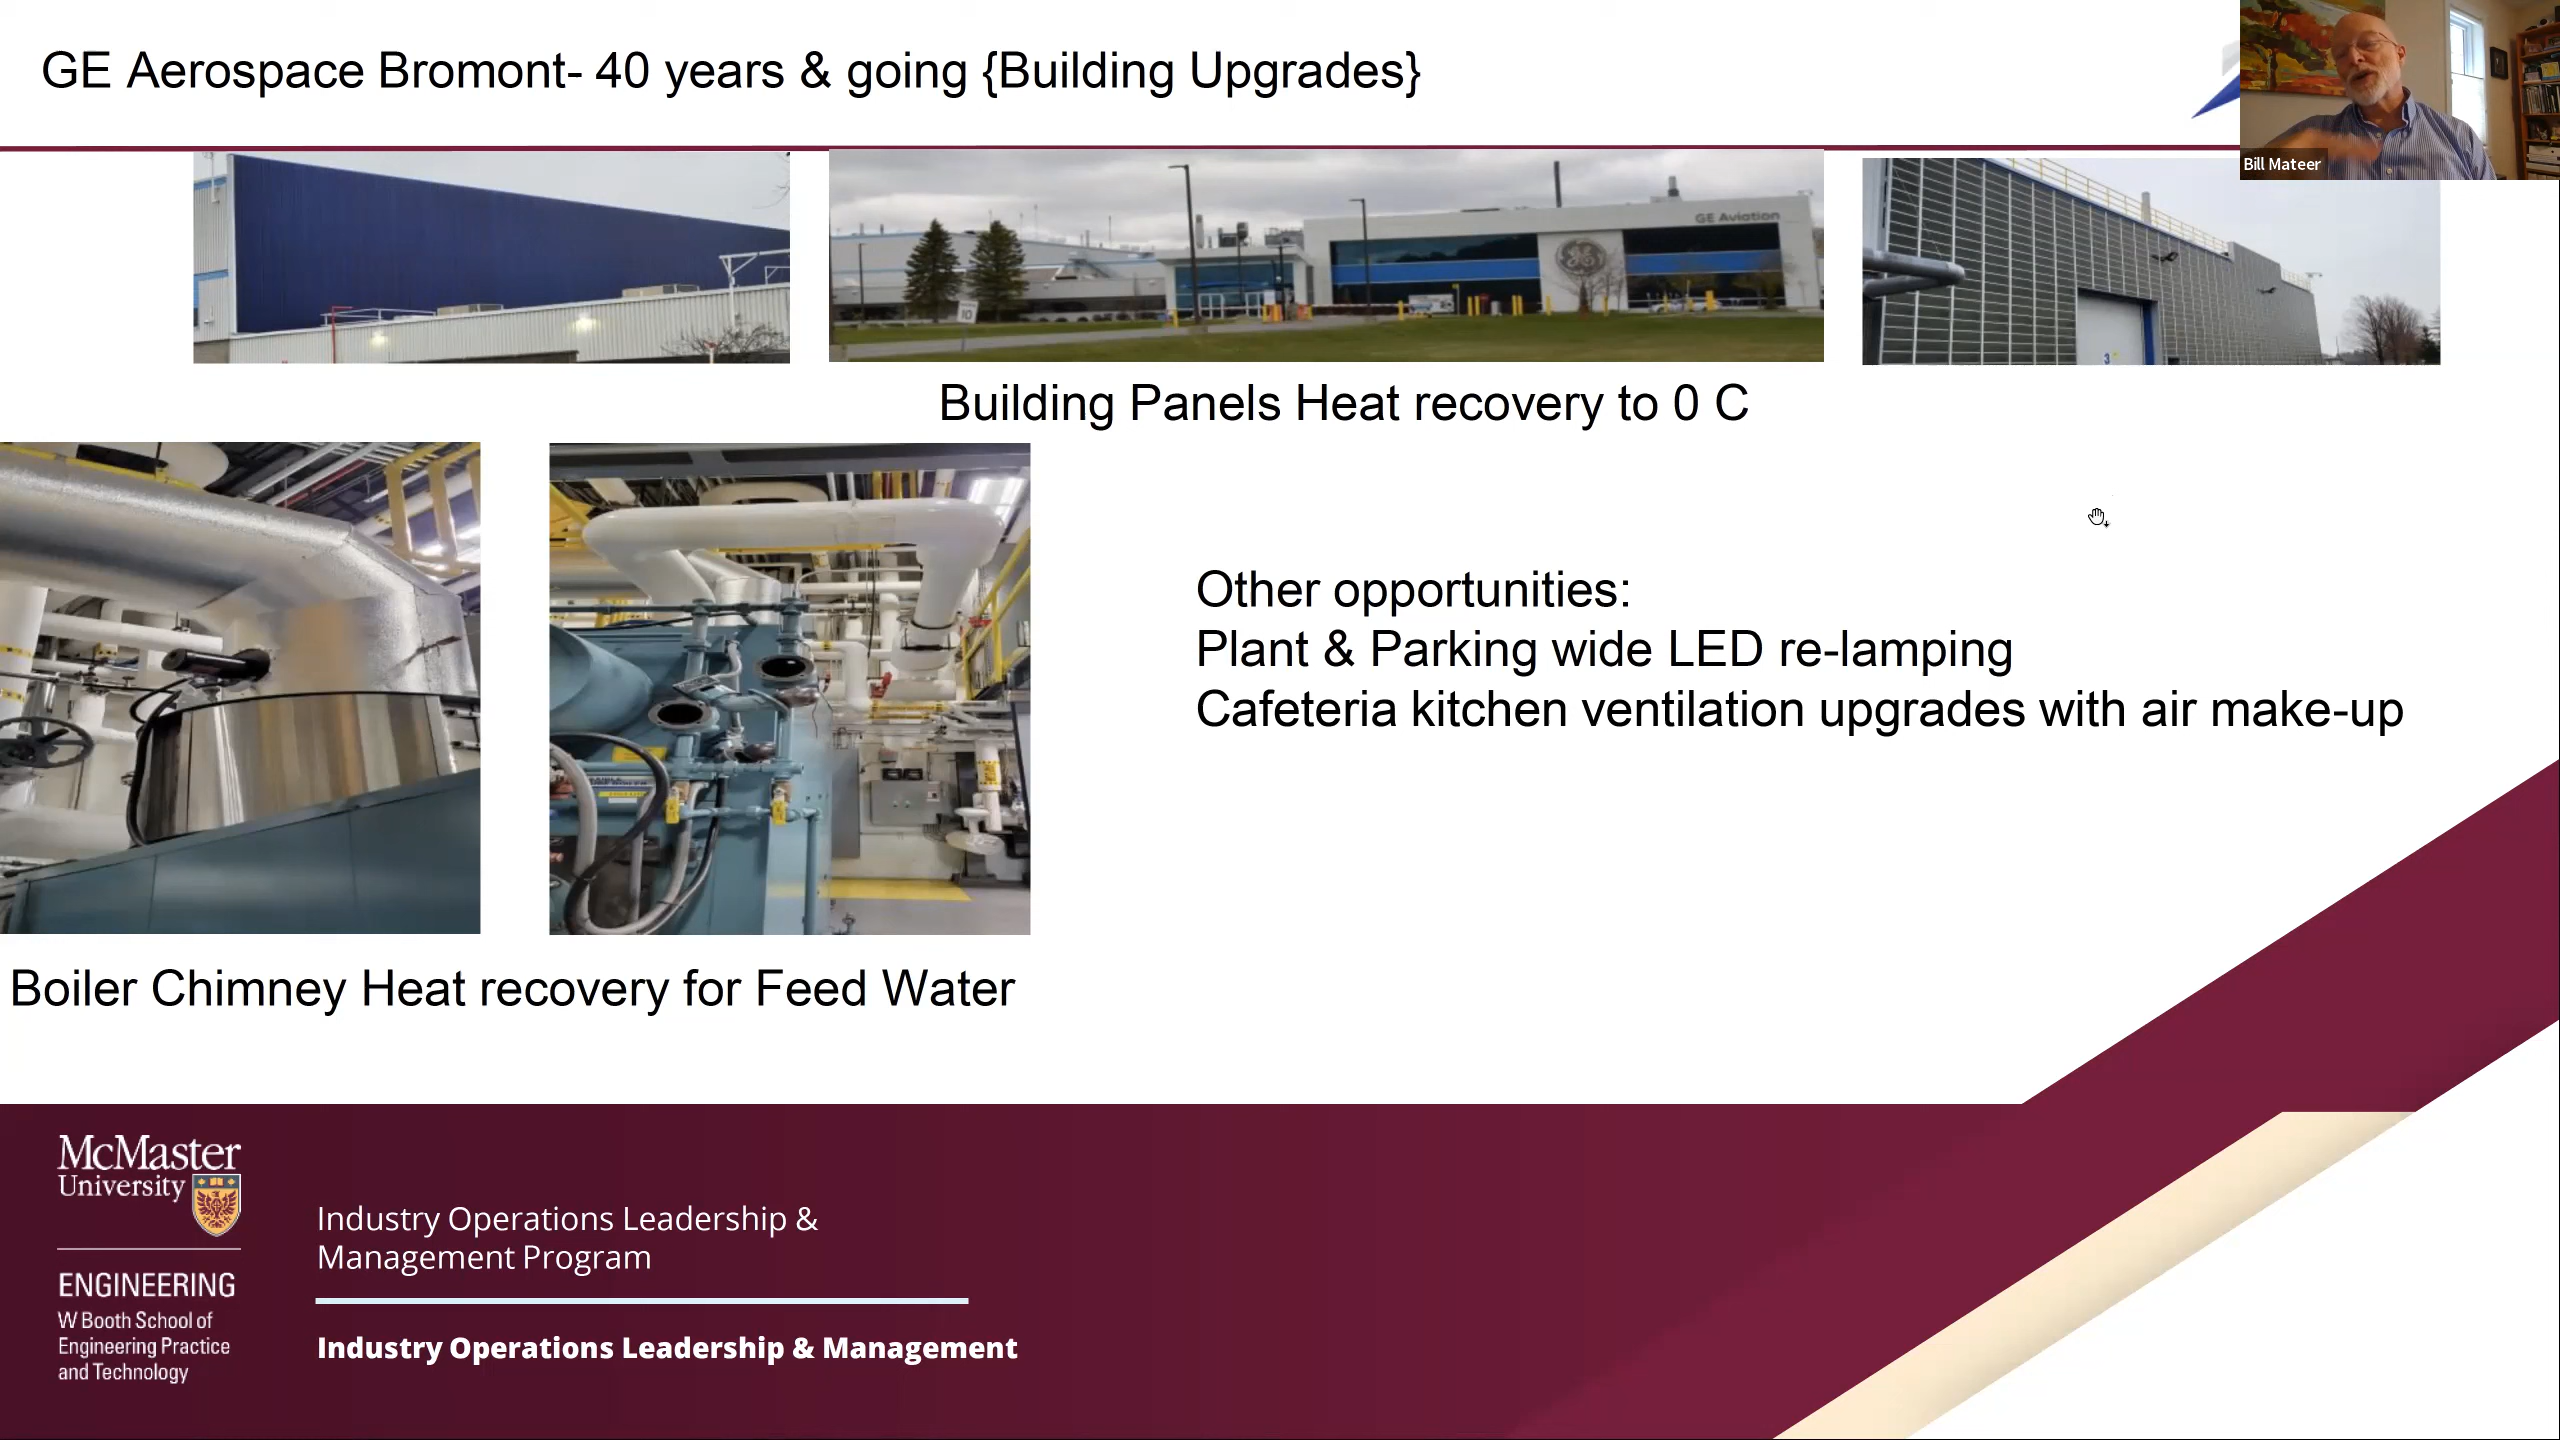 GE Aerospace Bromont- 40 years & going {Building Upgrades}
Bill Mateer
GE Aviation
10
3
Building Panels Heat recovery to 0 C
Other opportunities:
Plant & Parking wide LED re-lamping
Cafeteria kitchen ventilation upgrades with air make-up
Boiler Chimney Heat recovery for Feed Water
McMaster
University
ENGINEERING
W Booth School of
Engineering Practice
and Technology
Industry Operations Leadership &
Management Program
Industry Operations Leadership & Management